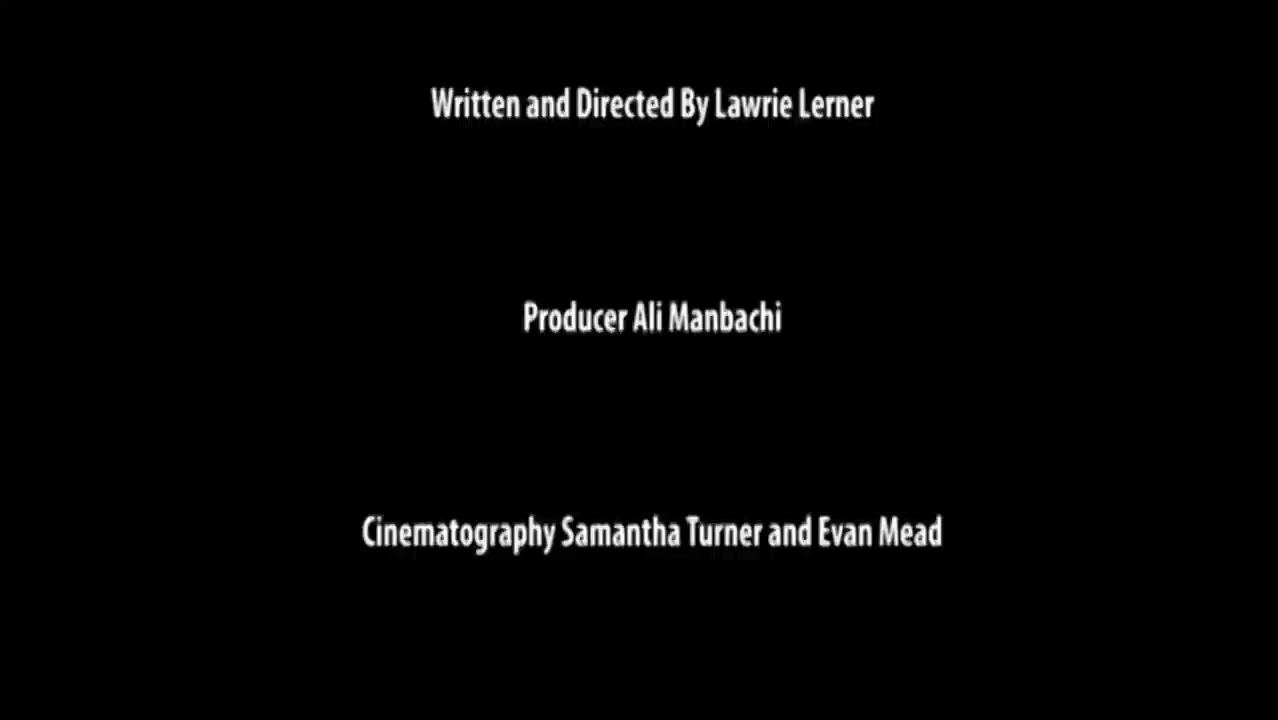 Written and Directed By Lawrie Lerner
Producer Ali Manbachi
Cinematography Samantha Turner and Evan Mead